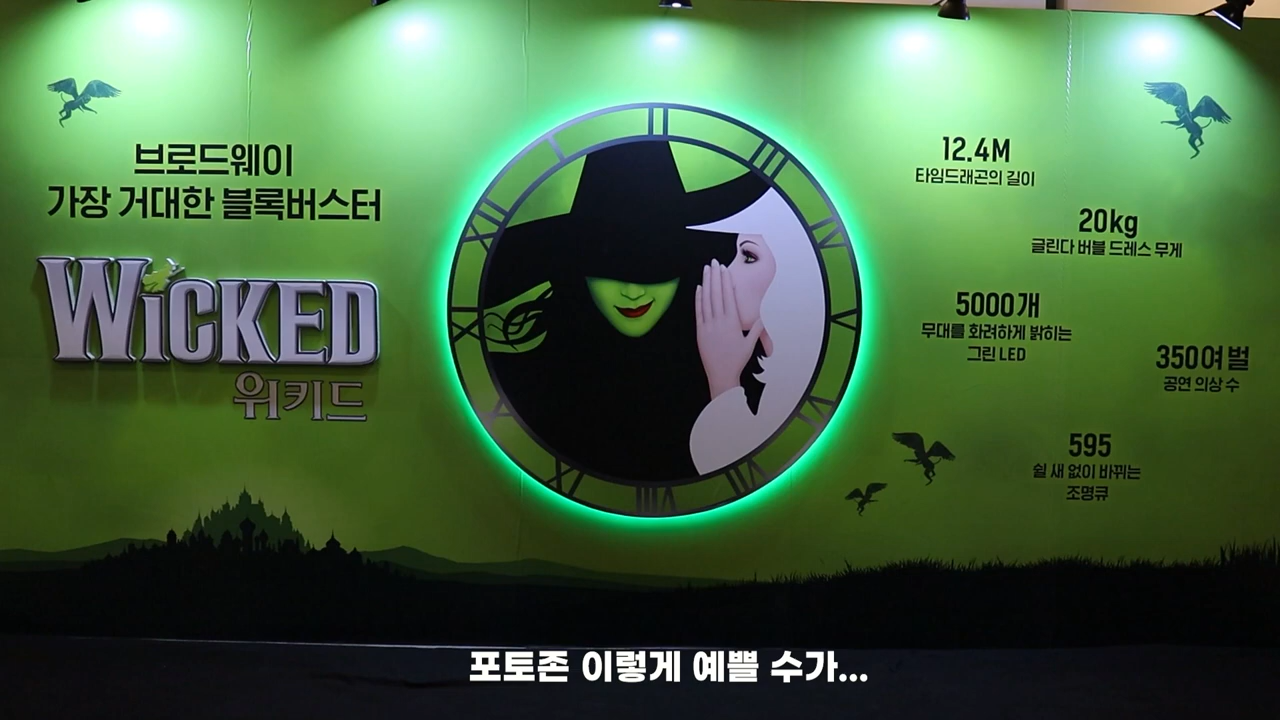 브로드웨이
가장 거대한 블록버스터
WICKED
위키드
12.4M
타임드래곤의 길이
20kg
글린다 버블 드레스 무게
5000개
무대를 화려하게 밝히는
그린 LED
350여 벌
공연 의상 수
595
쉴 새 없이 바뀌는
조명큐
포토존 이렇게 예쁠 수가...